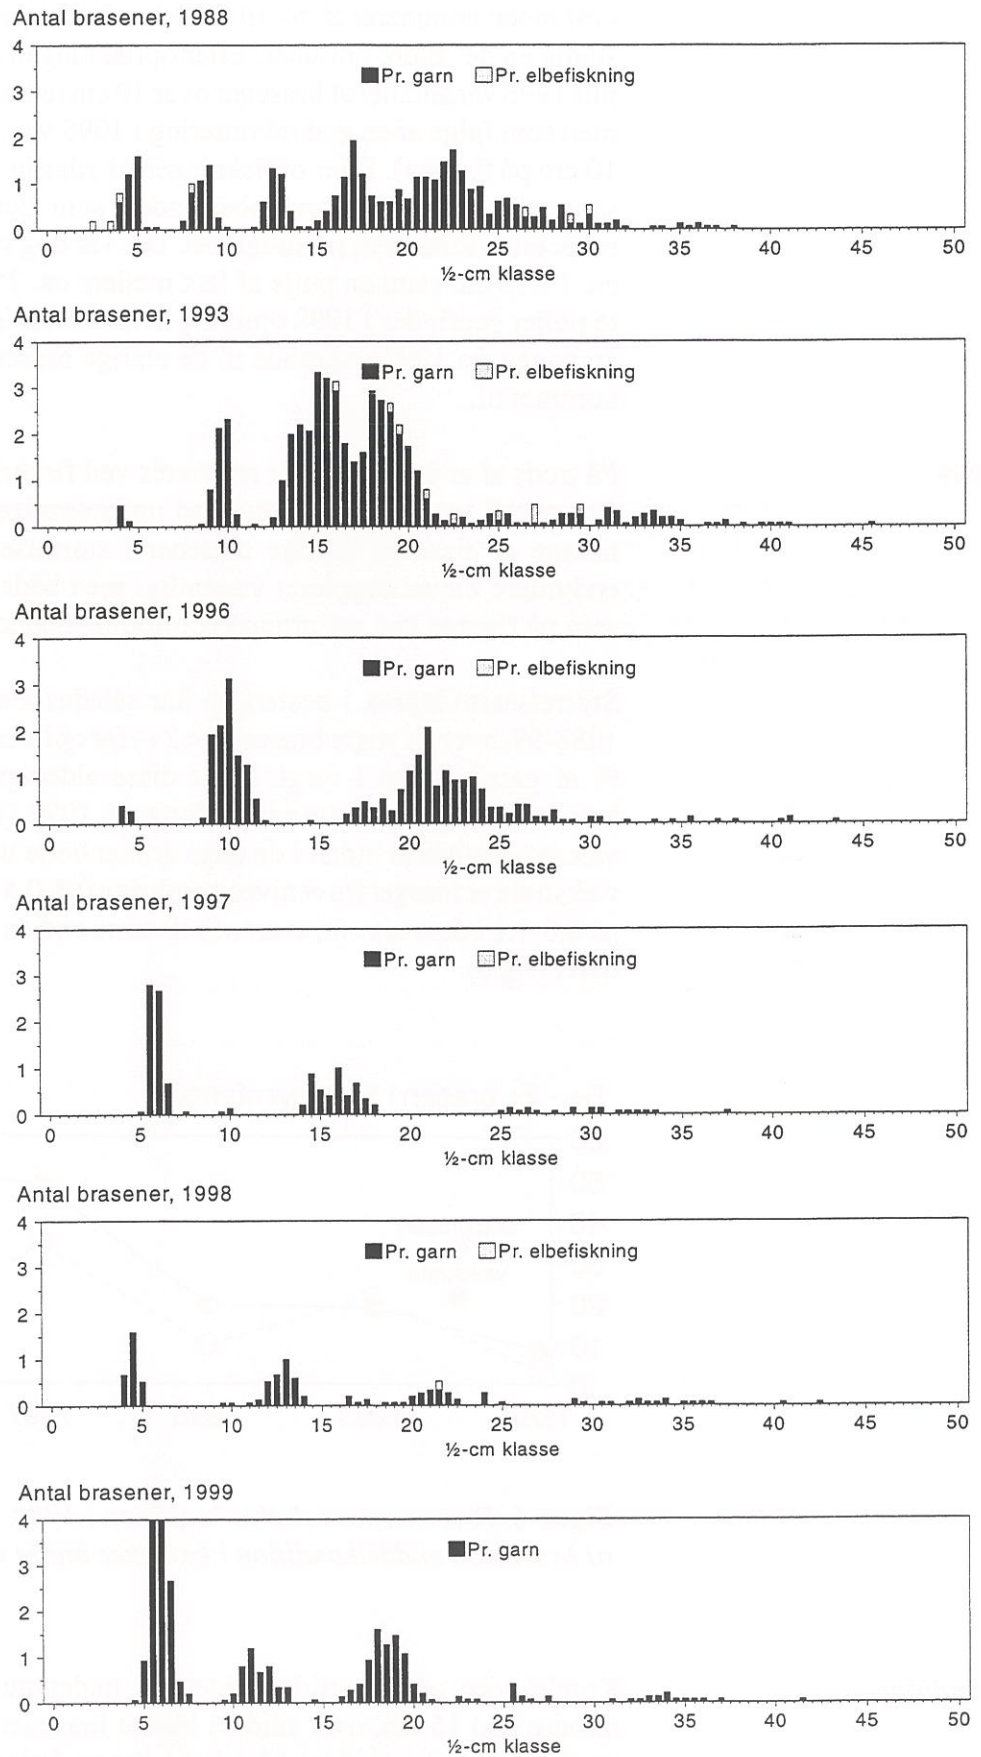 Antal brasener, 1988
4
Pr. garn Pr. elbefiskning
3
2
1
0
0 5 10 15 20 25 30 35 40 45 50
½-cm klasse
Antal brasener, 1993
4
Pr. garn Pr. elbefiskning
3
2
1
0
0 5 10 15 20 25 30 35 40 45 50
½-cm klasse
Antal brasener, 1996
4
Pr. garn Pr. elbefiskning
3
2
1
0
0 5 10 15 20 25 30 35 40 45 50
½-cm klasse
Antal brasener, 1997
4
Pr. garn Pr. elbefiskning
3
2
1
0
0 5 10 15 20 25 30 35 40 45 50
½-cm klasse
Antal brasener, 1998
4
Pr. garn Pr. elbefiskning
3
2
1
0
0 5 10 15 20 25 30 35 40 45 50
½-cm klasse
Antal brasener, 1999
4
Pr. garn
3
2
1
0
0 5 10 15 20 25 30 35 40 45 50
½-cm klasse